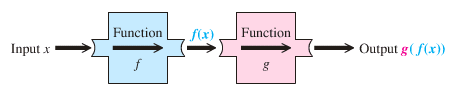 Input x
Function
f
f(x)
Function
g
Output g( f(x))